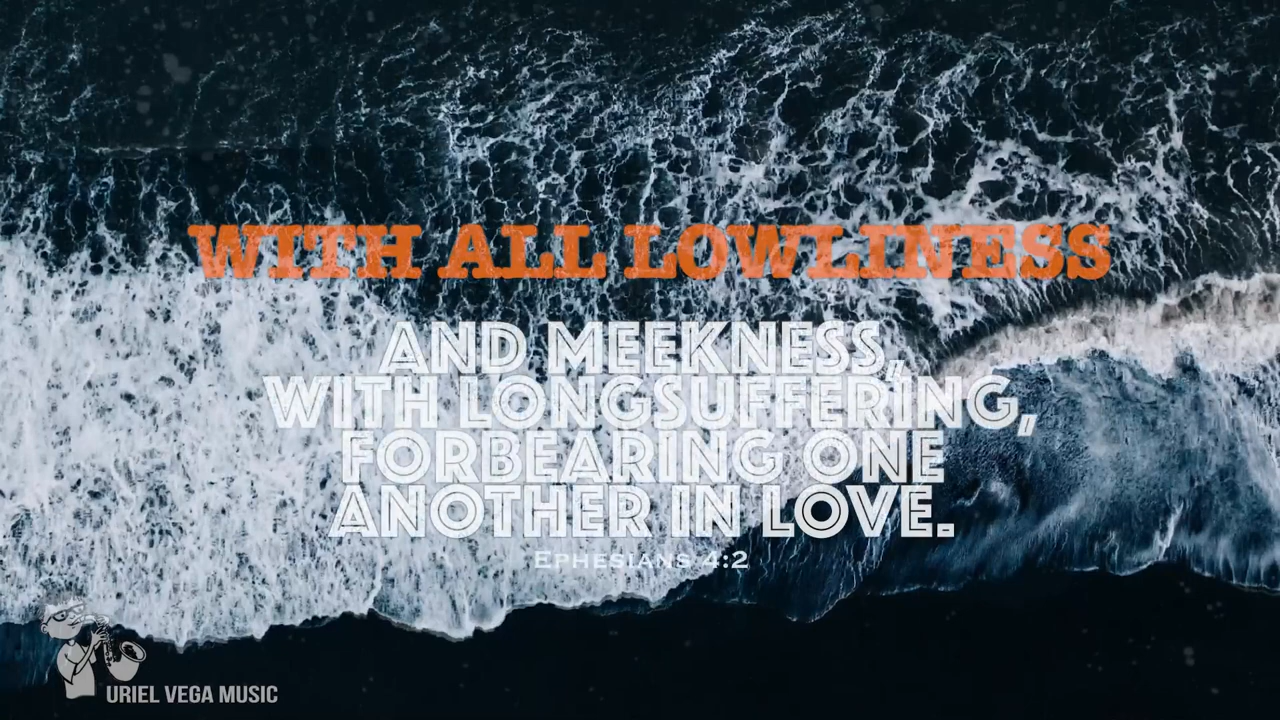 WITH ALL LOWLINESS
AND MEEKNESS,
WITH LONGSUFFERING,
FORBEARING ONE
ANOTHER IN LOVE.
EPHESIANS 4:2
URIEL VEGA MUSIC